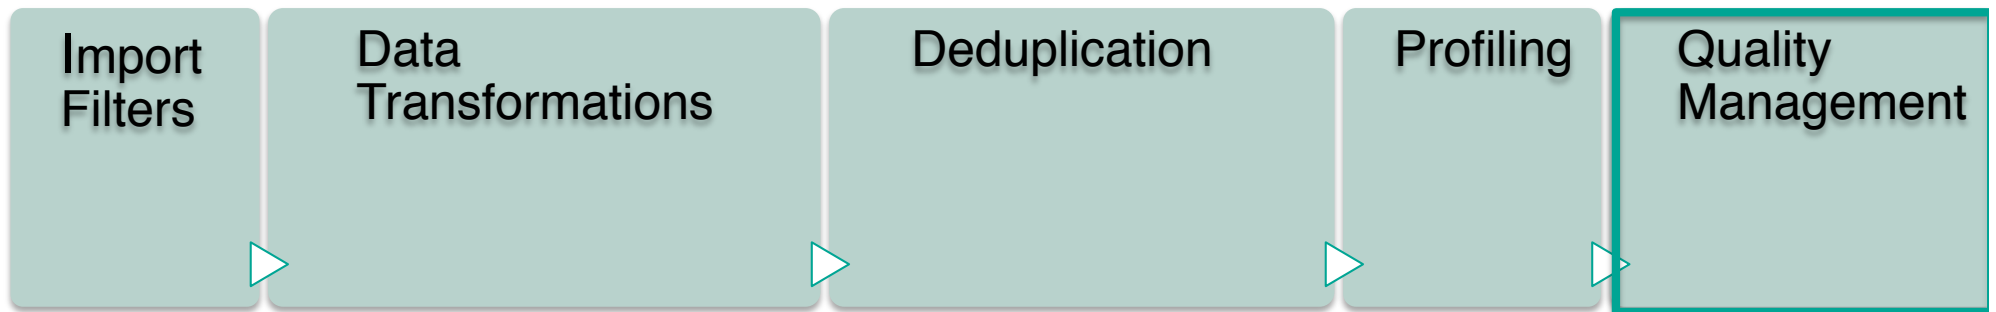 Import
Filters
Data
Transformations
Deduplication
Profiling
Quality
Management